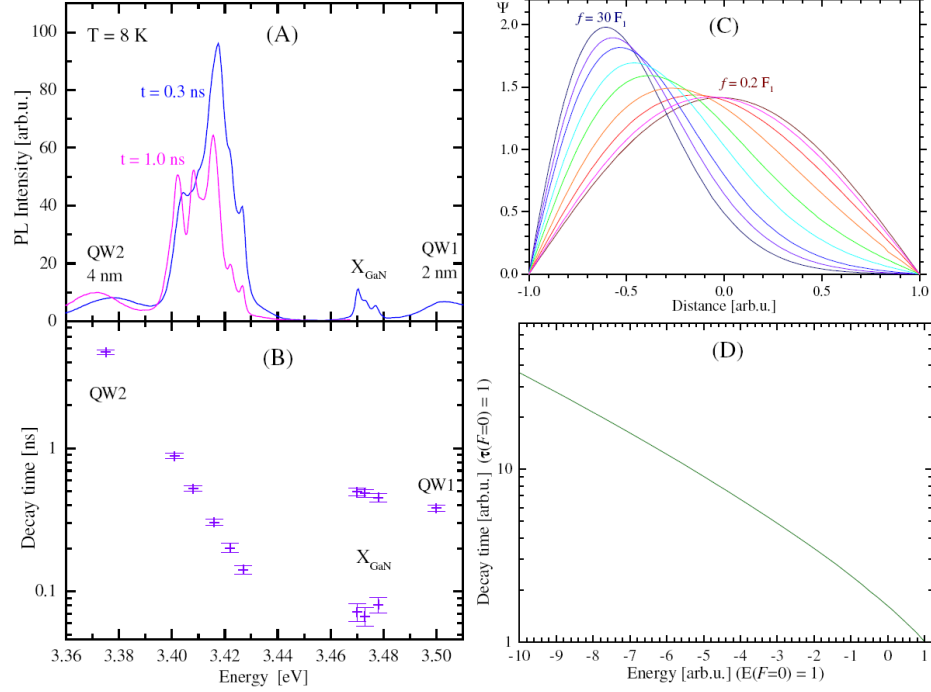 T = 8 K
(A)
t = 0.3 ns
t = 1.0 ns
QW2
4 nm
X_GaN
QW1
2 nm
PL Intensity [arb.u.]
100
80
60
40
20
0
(B)
QW2
QW1
X_GaN
Decay time [ns]
1
0.1
3.36 3.38 3.40 3.42 3.44 3.46 3.48 3.50
Energy [eV]
Ψ
(C)
f = 30 F₁
f = 0.2 F₁
2.0
1.5
1.0
0.5
0.0
-1.0 -0.5 0.0 0.5 1.0
Distance [arb.u.]
(D)
Decay time [arb.u.] (τ(F=0) = 1)
10
1
-10 -9 -8 -7 -6 -5 -4 -3 -2 -1 0 1
Energy [arb.u.] (E(F=0) = 1)